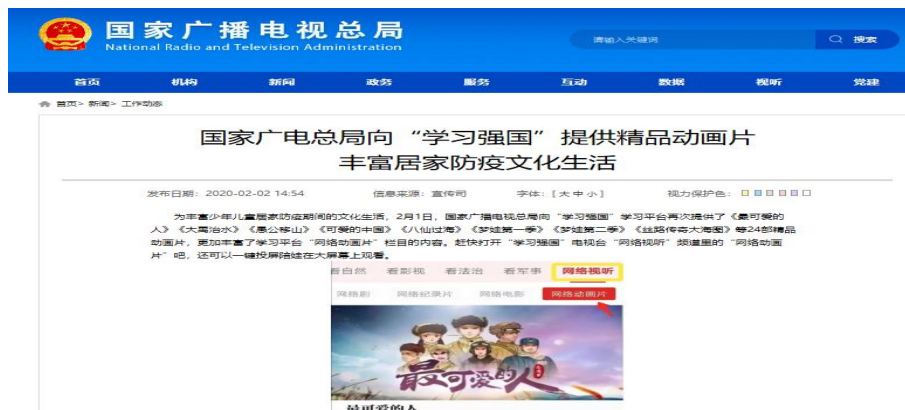 国家广播电视总局
National Radio and Television Administration
请输入关键词
搜索
首页 机构 新闻 政务 服务 互动 数据 视听 党建
首页> 新闻> 工作动态
国家广电总局向“学习强国”提供精品动画片
丰富居家防疫文化生活
发布日期: 2020-02-02 14:54 信息来源: 宣传司 字体: [大 中 小] 视力保护色:
为丰富少年儿童居家防疫期间的文化生活，2月1日，国家广播电视总局向“学习强国”学习平台再次提供了《最可爱的
人》《大禹治水》《愚公移山》《可爱的中国》《八仙过海》《梦娃第一季》《梦娃第二季》《丝路传奇大海图》等24部精品
动画片，更加丰富了学习平台“网络动画片”栏目的内容。赶快打开“学习强国”电视台“网络视听”频道里的“网络动画
片”吧，还可以一键投屏陪娃在大屏幕上观看。
看自然 看影视 看法治 看军事 网络视听
网络剧 网络纪录片 网络电影 网络动画片
最可爱的人
最可爱的人